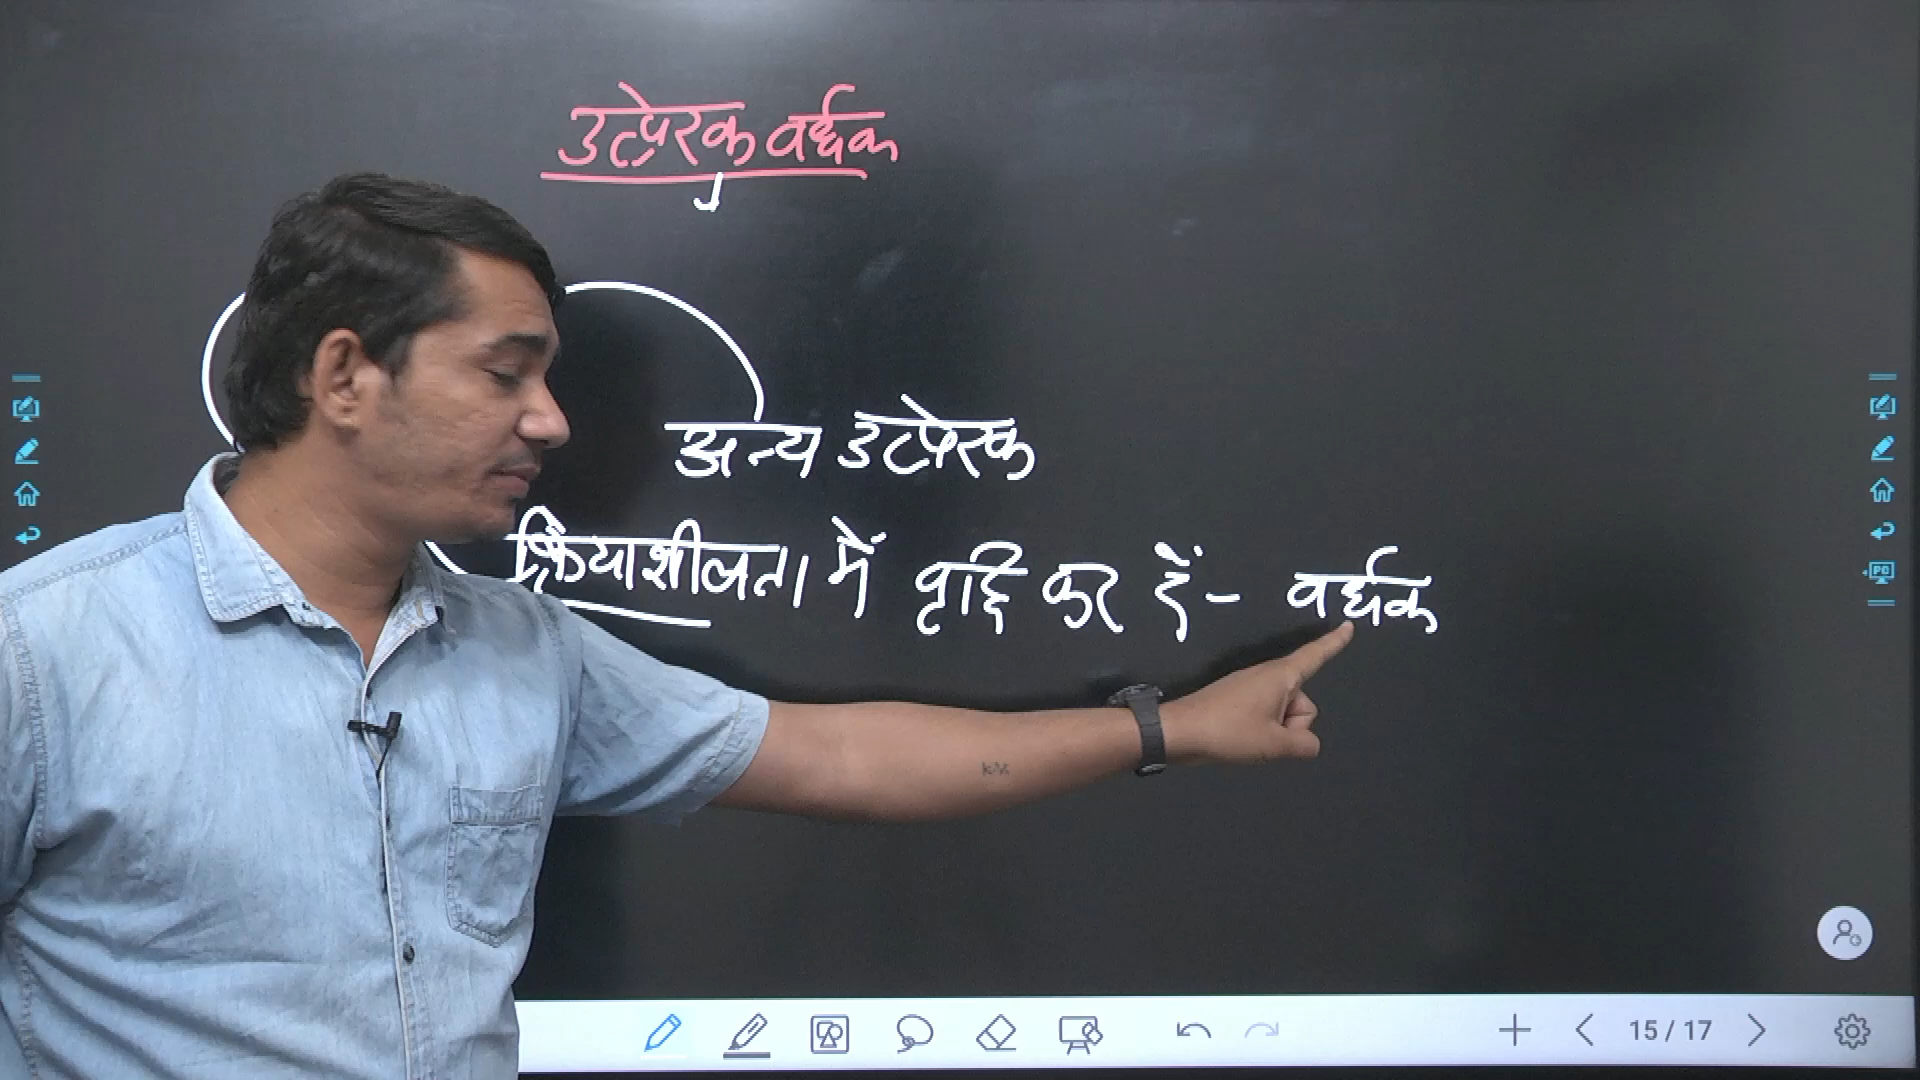 उत्प्रेरक वर्धक
अन्य उत्प्रेरक
क्रियाशीलता में वृद्धि कर दें - वर्धक
15 / 17